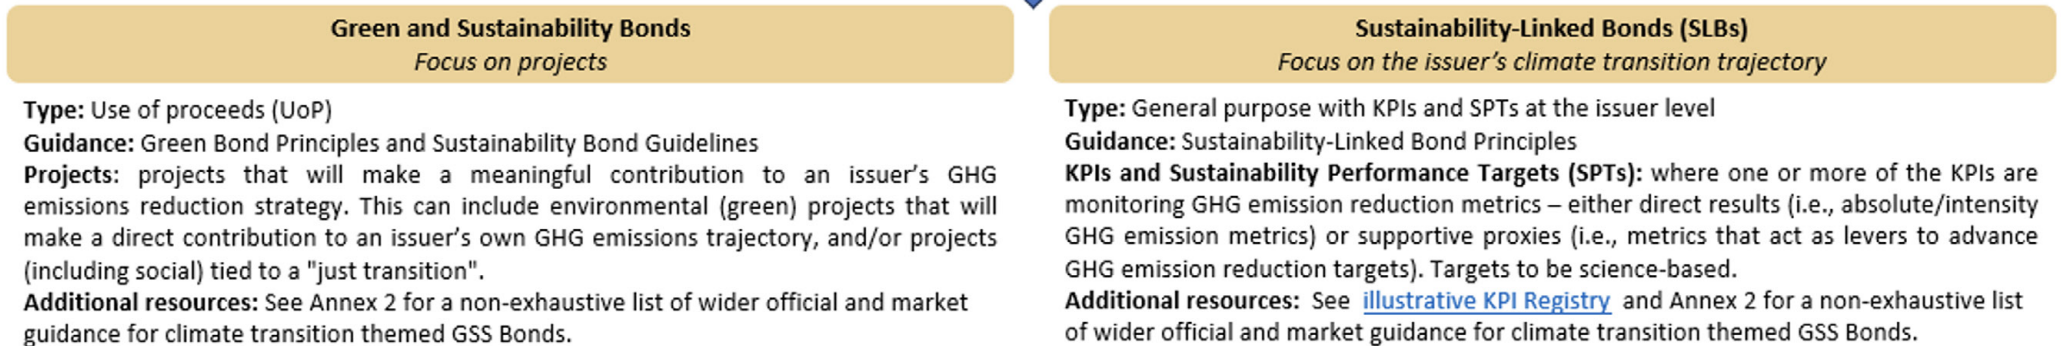 Green and Sustainability Bonds
Focus on projects
Type: Use of proceeds (UoP)
Guidance: Green Bond Principles and Sustainability Bond Guidelines
Projects: projects that will make a meaningful contribution to an issuer's GHG
emissions reduction strategy. This can include environmental (green) projects that will
make a direct contribution to an issuer's own GHG emissions trajectory, and/or projects
(including social) tied to a "just transition".
Additional resources: See Annex 2 for a non-exhaustive list of wider official and market
guidance for climate transition themed GSS Bonds.
Sustainability-Linked Bonds (SLBs)
Focus on the issuer's climate transition trajectory
Type: General purpose with KPIs and SPTs at the issuer level
Guidance: Sustainability-Linked Bond Principles
KPIs and Sustainability Performance Targets (SPTs): where one or more of the KPIs are
monitoring GHG emission reduction metrics – either direct results (i.e., absolute/intensity
GHG emission metrics) or supportive proxies (i.e., metrics that act as levers to advance
GHG emission reduction targets). Targets to be science-based.
Additional resources: See illustrative KPI Registry and Annex 2 for a non-exhaustive list
of wider official and market guidance for climate transition themed GSS Bonds.